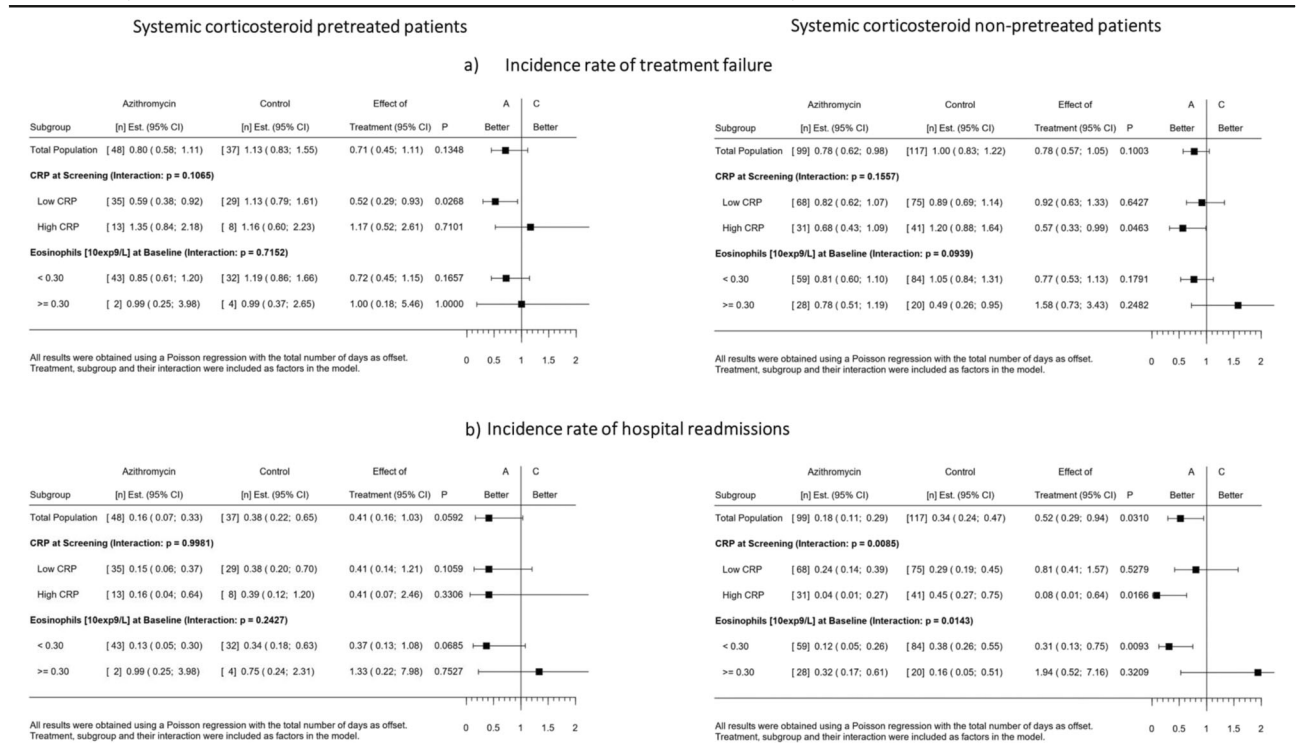 Systemic corticosteroid pretreated patients
Systemic corticosteroid non-pretreated patients
a) Incidence rate of treatment failure
Azithromycin Control Effect of A C
Subgroup [n] Est. (95% CI) [n] Est. (95% CI) Treatment (95% CI) P Better Better
Total Population [48] 0.80 (0.58; 1.11) [37] 1.13 (0.83; 1.55) 0.71 (0.45; 1.11) 0.1348
CRP at Screening (Interaction: p = 0.1065)
Low CRP [35] 0.59 (0.38; 0.92) [29] 1.13 (0.79; 1.61) 0.52 (0.29; 0.93) 0.0268
High CRP [13] 1.35 (0.84; 2.18) [ 8] 1.16 (0.60; 2.23) 1.17 (0.52; 2.61) 0.7101
Eosinophils [10exp9/L] at Baseline (Interaction: p = 0.7152)
< 0.30 [43] 0.85 (0.61; 1.20) [32] 1.19 (0.86; 1.66) 0.72 (0.45; 1.15) 0.1657
>= 0.30 [ 2] 0.99 (0.25; 3.98) [ 4] 0.99 (0.37; 2.65) 1.00 (0.18; 5.46) 1.0000
All results were obtained using a Poisson regression with the total number of days as offset.
Treatment, subgroup and their interaction were included as factors in the model.
0 0.5 1 1.5 2
Azithromycin Control Effect of A C
Subgroup [n] Est. (95% CI) [n] Est. (95% CI) Treatment (95% CI) P Better Better
Total Population [99] 0.78 (0.62; 0.98) [117] 1.00 (0.83; 1.22) 0.78 (0.57; 1.05) 0.1003
CRP at Screening (Interaction: p = 0.1557)
Low CRP [68] 0.82 (0.62; 1.07) [75] 0.89 (0.69; 1.14) 0.92 (0.63; 1.33) 0.6427
High CRP [31] 0.68 (0.43; 1.09) [41] 1.20 (0.88; 1.64) 0.57 (0.33; 0.99) 0.0463
Eosinophils [10exp9/L] at Baseline (Interaction: p = 0.0939)
< 0.30 [59] 0.81 (0.60; 1.10) [84] 1.05 (0.84; 1.31) 0.77 (0.53; 1.13) 0.1791
>= 0.30 [28] 0.78 (0.51; 1.19) [20] 0.49 (0.26; 0.95) 1.58 (0.73; 3.43) 0.2482
All results were obtained using a Poisson regression with the total number of days as offset.
Treatment, subgroup and their interaction were included as factors in the model.
0 0.5 1 1.5 2
b) Incidence rate of hospital readmissions
Azithromycin Control Effect of A C
Subgroup [n] Est. (95% CI) [n] Est. (95% CI) Treatment (95% CI) P Better Better
Total Population [48] 0.16 (0.07; 0.33) [37] 0.38 (0.22; 0.65) 0.41 (0.16; 1.03) 0.0592
CRP at Screening (Interaction: p = 0.9981)
Low CRP [35] 0.15 (0.06; 0.37) [29] 0.38 (0.20; 0.70) 0.41 (0.14; 1.21) 0.1059
High CRP [13] 0.16 (0.04; 0.64) [ 8] 0.39 (0.12; 1.20) 0.41 (0.07; 2.46) 0.3306
Eosinophils [10exp9/L] at Baseline (Interaction: p = 0.2427)
< 0.30 [43] 0.13 (0.05; 0.30) [32] 0.34 (0.18; 0.63) 0.37 (0.13; 1.08) 0.0685
>= 0.30 [ 2] 0.99 (0.25; 3.98) [ 4] 0.75 (0.24; 2.31) 1.33 (0.22; 7.98) 0.7527
All results were obtained using a Poisson regression with the total number of days as offset.
Treatment, subgroup and their interaction were included as factors in the model.
0 0.5 1 1.5 2
Azithromycin Control Effect of A C
Subgroup [n] Est. (95% CI) [n] Est. (95% CI) Treatment (95% CI) P Better Better
Total Population [99] 0.18 (0.11; 0.29) [117] 0.34 (0.24; 0.47) 0.52 (0.29; 0.94) 0.0310
CRP at Screening (Interaction: p = 0.0085)
Low CRP [68] 0.24 (0.14; 0.39) [75] 0.29 (0.19; 0.45) 0.81 (0.41; 1.57) 0.5279
High CRP [31] 0.04 (0.01; 0.27) [41] 0.45 (0.27; 0.75) 0.08 (0.01; 0.64) 0.0166
Eosinophils [10exp9/L] at Baseline (Interaction: p = 0.0143)
< 0.30 [59] 0.12 (0.05; 0.26) [84] 0.38 (0.26; 0.55) 0.31 (0.13; 0.75) 0.0093
>= 0.30 [28] 0.32 (0.17; 0.61) [20] 0.16 (0.05; 0.51) 1.94 (0.52; 7.16) 0.3209
All results were obtained using a Poisson regression with the total number of days as offset.
Treatment, subgroup and their interaction were included as factors in the model.
0 0.5 1 1.5 2